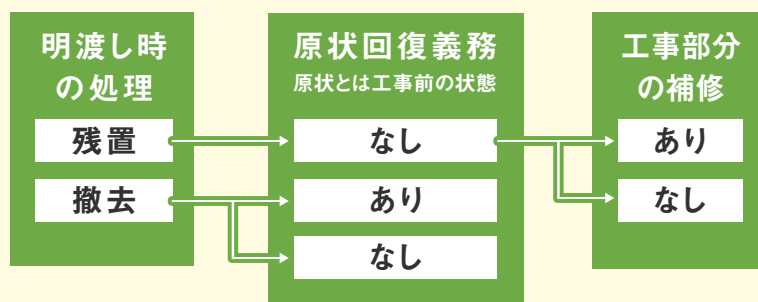 明渡し時
の処理
残置
撤去
原状回復義務
原状とは工事前の状態
なし
あり
なし
工事部分
の補修
あり
なし